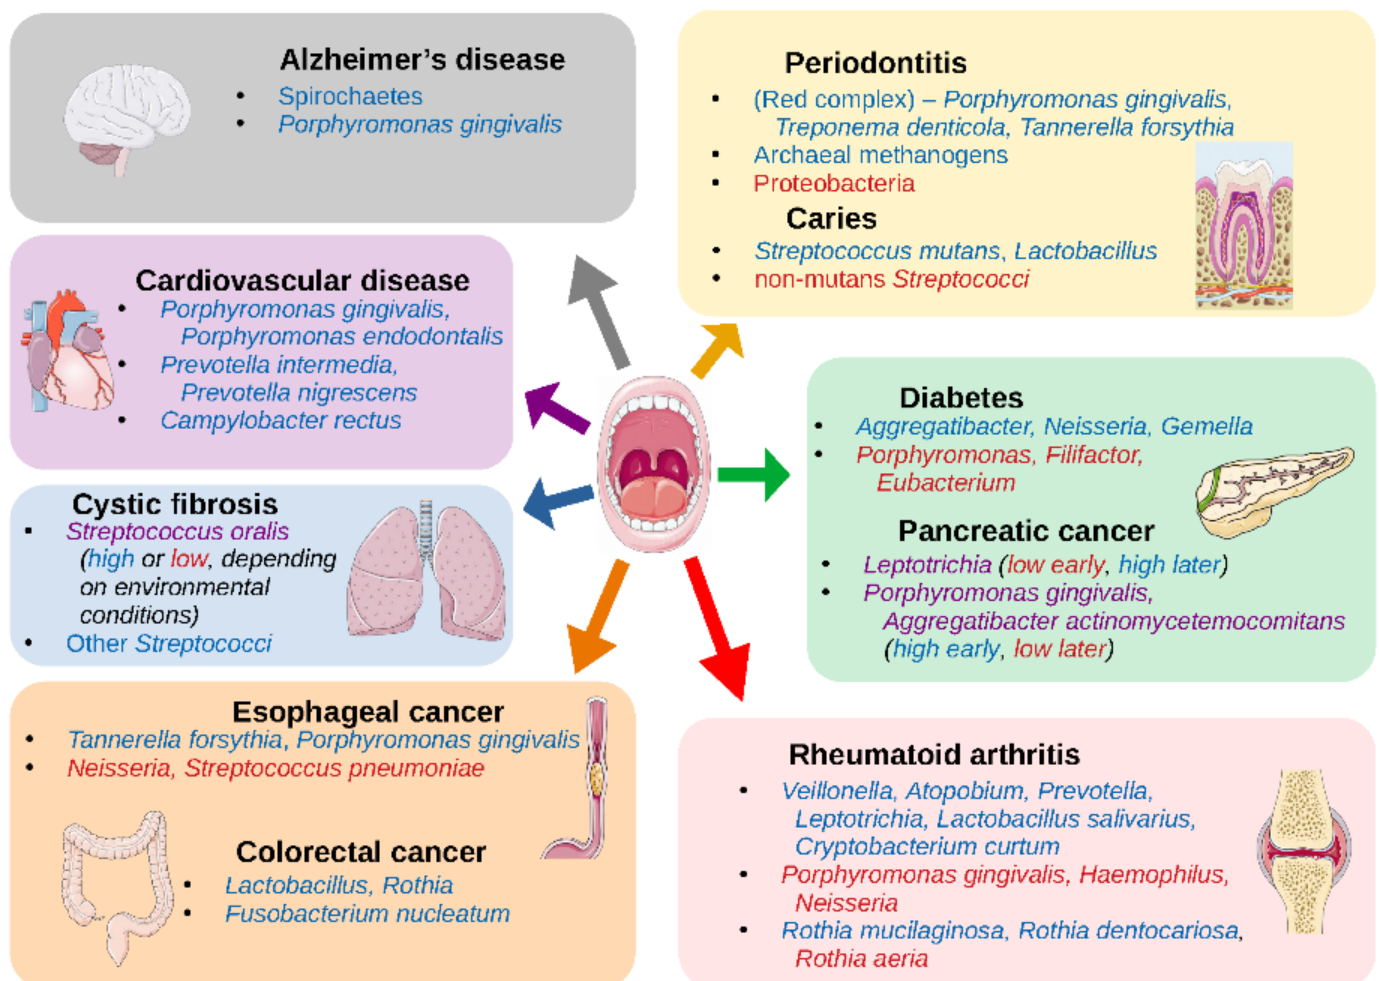 Alzheimer's disease
• Spirochaetes
• Porphyromonas gingivalis
Periodontitis
• (Red complex) – Porphyromonas gingivalis,
Treponema denticola, Tannerella forsythia
• Archaeal methanogens
• Proteobacteria
Caries
• Streptococcus mutans, Lactobacillus
• non-mutans Streptococci
Cardiovascular disease
• Porphyromonas gingivalis,
Porphyromonas endodontalis
• Prevotella intermedia,
Prevotella nigrescens
• Campylobacter rectus
Diabetes
• Aggregatibacter, Neisseria, Gemella
• Porphyromonas, Filifactor,
Eubacterium
Pancreatic cancer
• Leptotrichia (low early, high later)
• Porphyromonas gingivalis,
Aggregatibacter actinomycetemocomitans
(high early, low later)
Cystic fibrosis
• Streptococcus oralis
(high or low, depending
on environmental
conditions)
• Other Streptococci
Esophageal cancer
• Tannerella forsythia, Porphyromonas gingivalis
• Neisseria, Streptococcus pneumoniae
Colorectal cancer
• Lactobacillus, Rothia
• Fusobacterium nucleatum
Rheumatoid arthritis
• Veillonella, Atopobium, Prevotella,
Leptotrichia, Lactobacillus salivarius,
Cryptobacterium curtum
• Porphyromonas gingivalis, Haemophilus,
Neisseria
• Rothia mucilaginosa, Rothia dentocariosa,
Rothia aeria